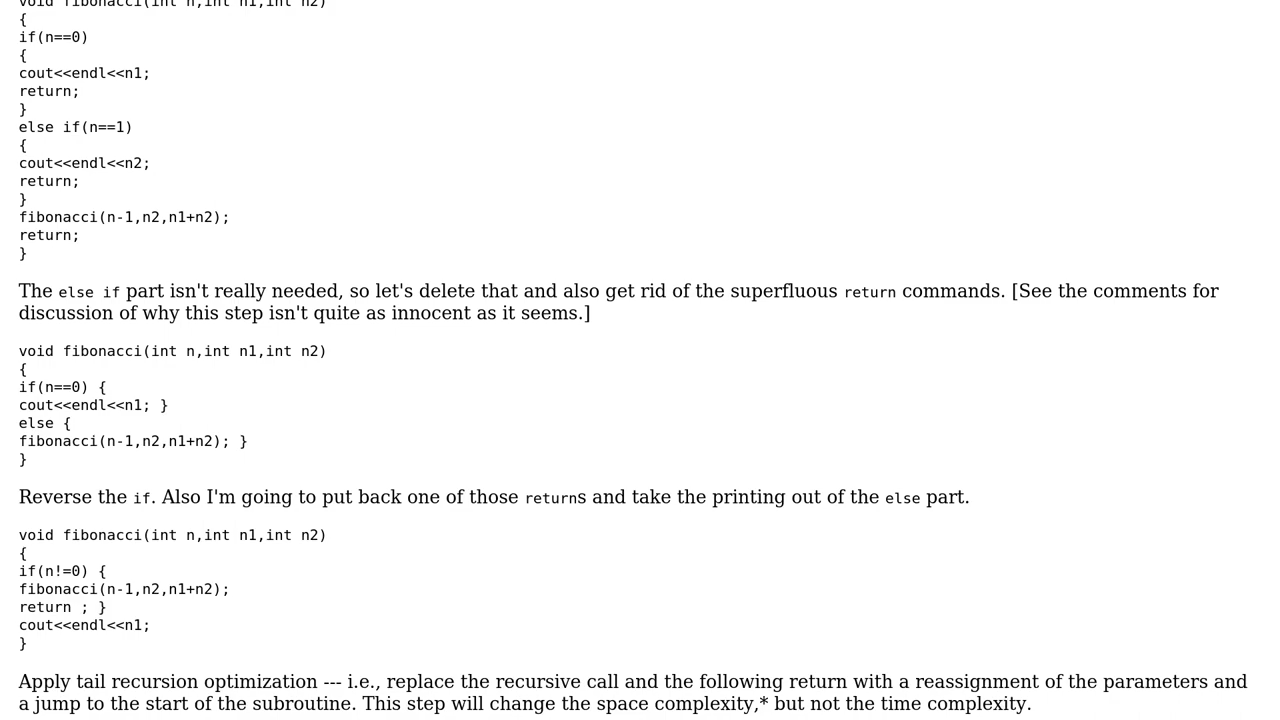 void fibonacci(int n,int n1,int n2)
{
if(n==0)
{
cout<<endl<<n1;
return;
}
else if(n==1)
{
cout<<endl<<n2;
return;
}
fibonacci(n-1,n2,n1+n2);
return;
}
The else if part isn't really needed, so let's delete that and also get rid of the superfluous return commands. [See the comments for
discussion of why this step isn't quite as innocent as it seems.]
void fibonacci(int n,int n1,int n2)
{
if(n==0) {
cout<<endl<<n1; }
else {
fibonacci(n-1,n2,n1+n2); }
}
Reverse the if. Also I'm going to put back one of those returns and take the printing out of the else part.
void fibonacci(int n,int n1,int n2)
{
if(n!=0) {
fibonacci(n-1,n2,n1+n2);
return ; }
cout<<endl<<n1;
}
Apply tail recursion optimization --- i.e., replace the recursive call and the following return with a reassignment of the parameters and
a jump to the start of the subroutine. This step will change the space complexity,* but not the time complexity.